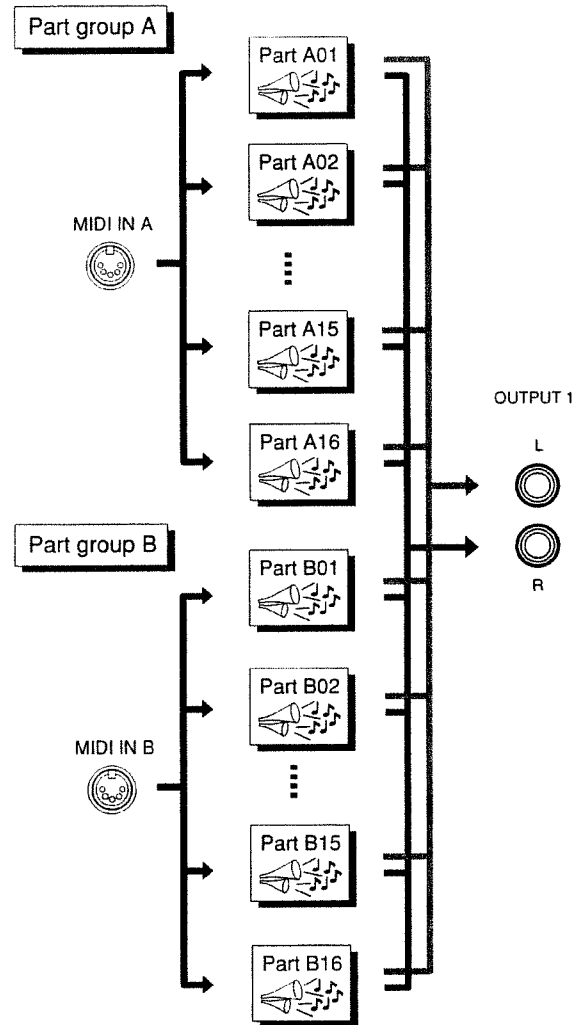 Part group A
Part A01
Part A02
MIDI IN A
Part A15
OUTPUT 1
L
Part A16
Part group B
R
Part B01
Part B02
MIDI IN B
Part B15
Part B16